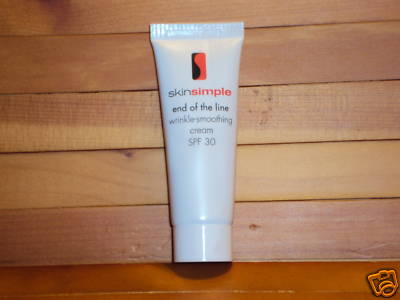 skinsimple
end of the line
wrinkle-smoothing
cream
SPF 30